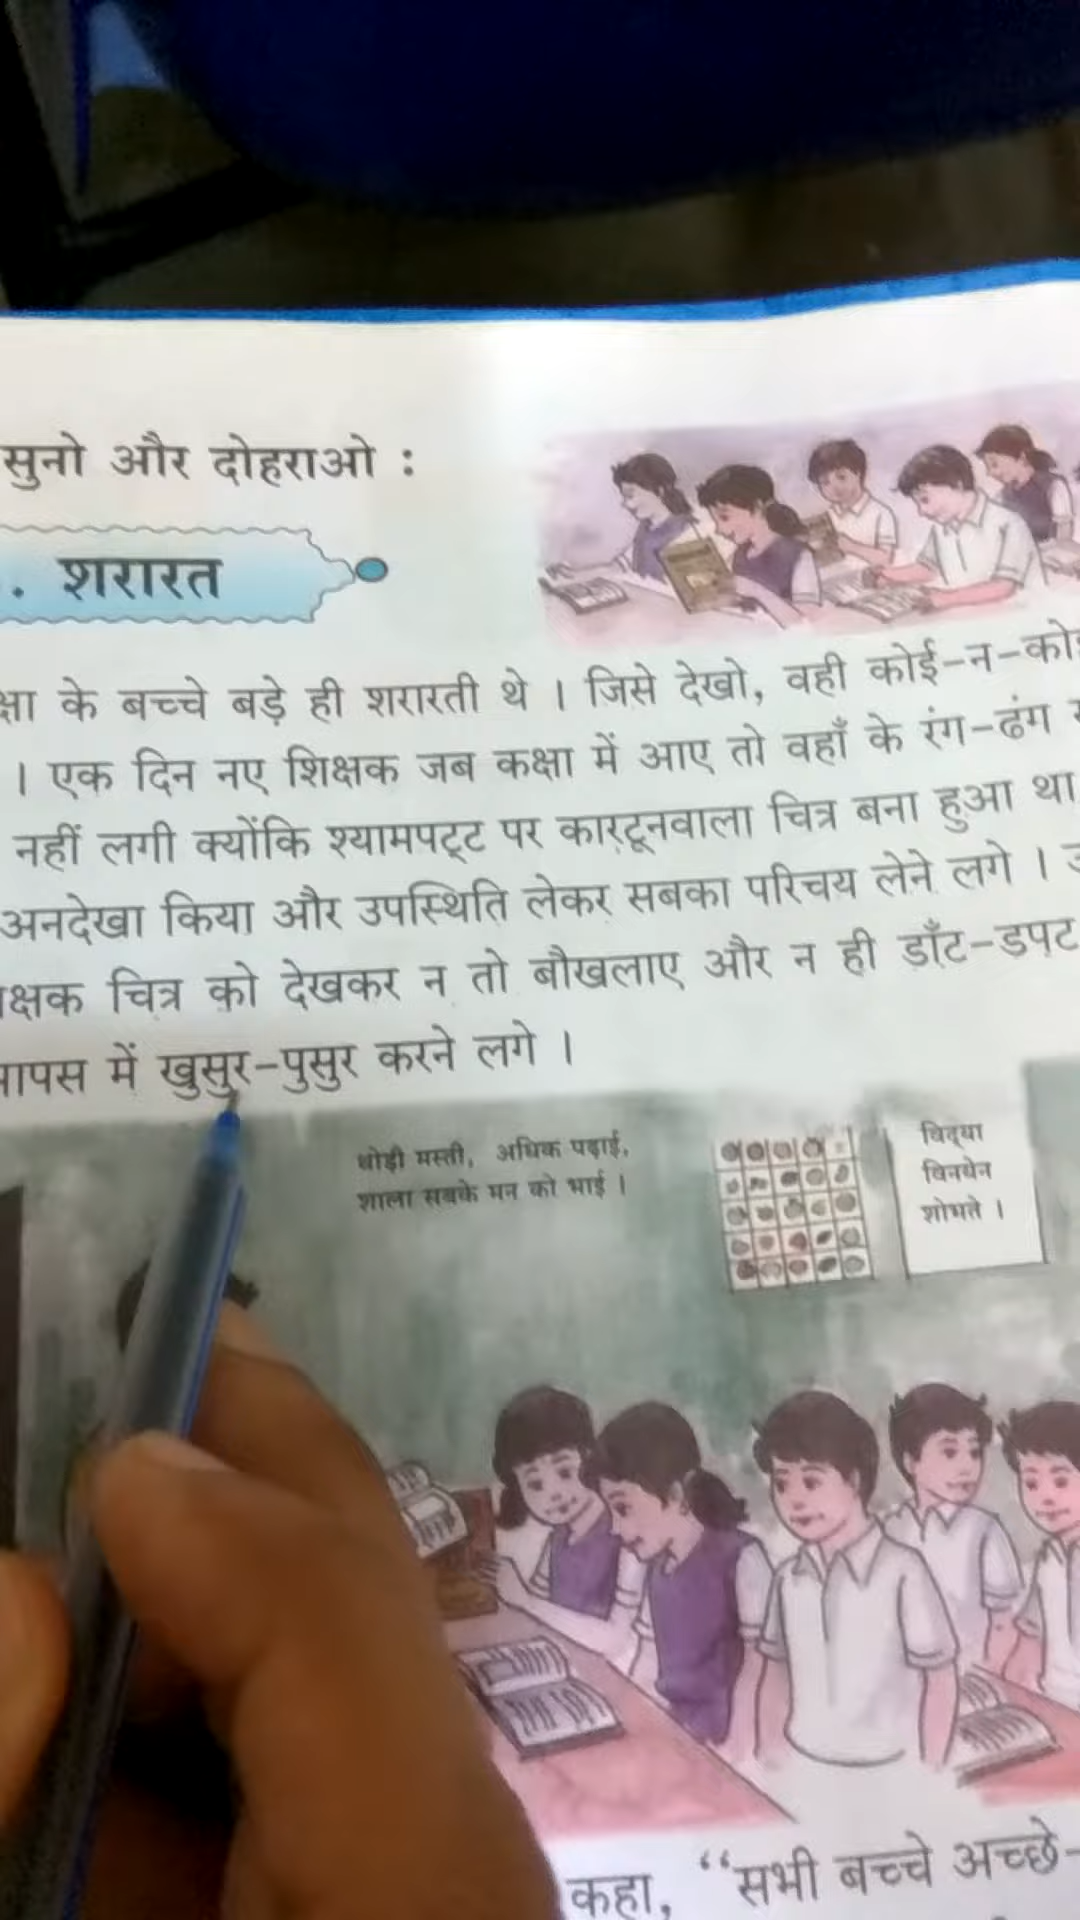 सुनो और दोहराओ :
. शरारत
के बच्चे बड़े ही शरारती थे । जिसे देखो, वही कोई-न-
। एक दिन नए शिक्षक जब कक्षा में आए तो वहाँ के रंग-ढंग
नहीं लगी क्योंकि श्यामपट्ट पर कार्टूनवाला चित्र बना हुआ था
अनदेखा किया और उपस्थिति लेकर सबका परिचय लेने लगे ।
चित्र को देखकर न तो बौखलाए और न ही डाँट-डपट
में खुसुर-पुसुर करने लगे ।
थोड़ी मस्ती, अधिक पढ़ाई,
शाला सबके मन को भाई ।
विद्या
विनयेन
शोभते ।
कहा, “सभी बच्चे अच्छे-